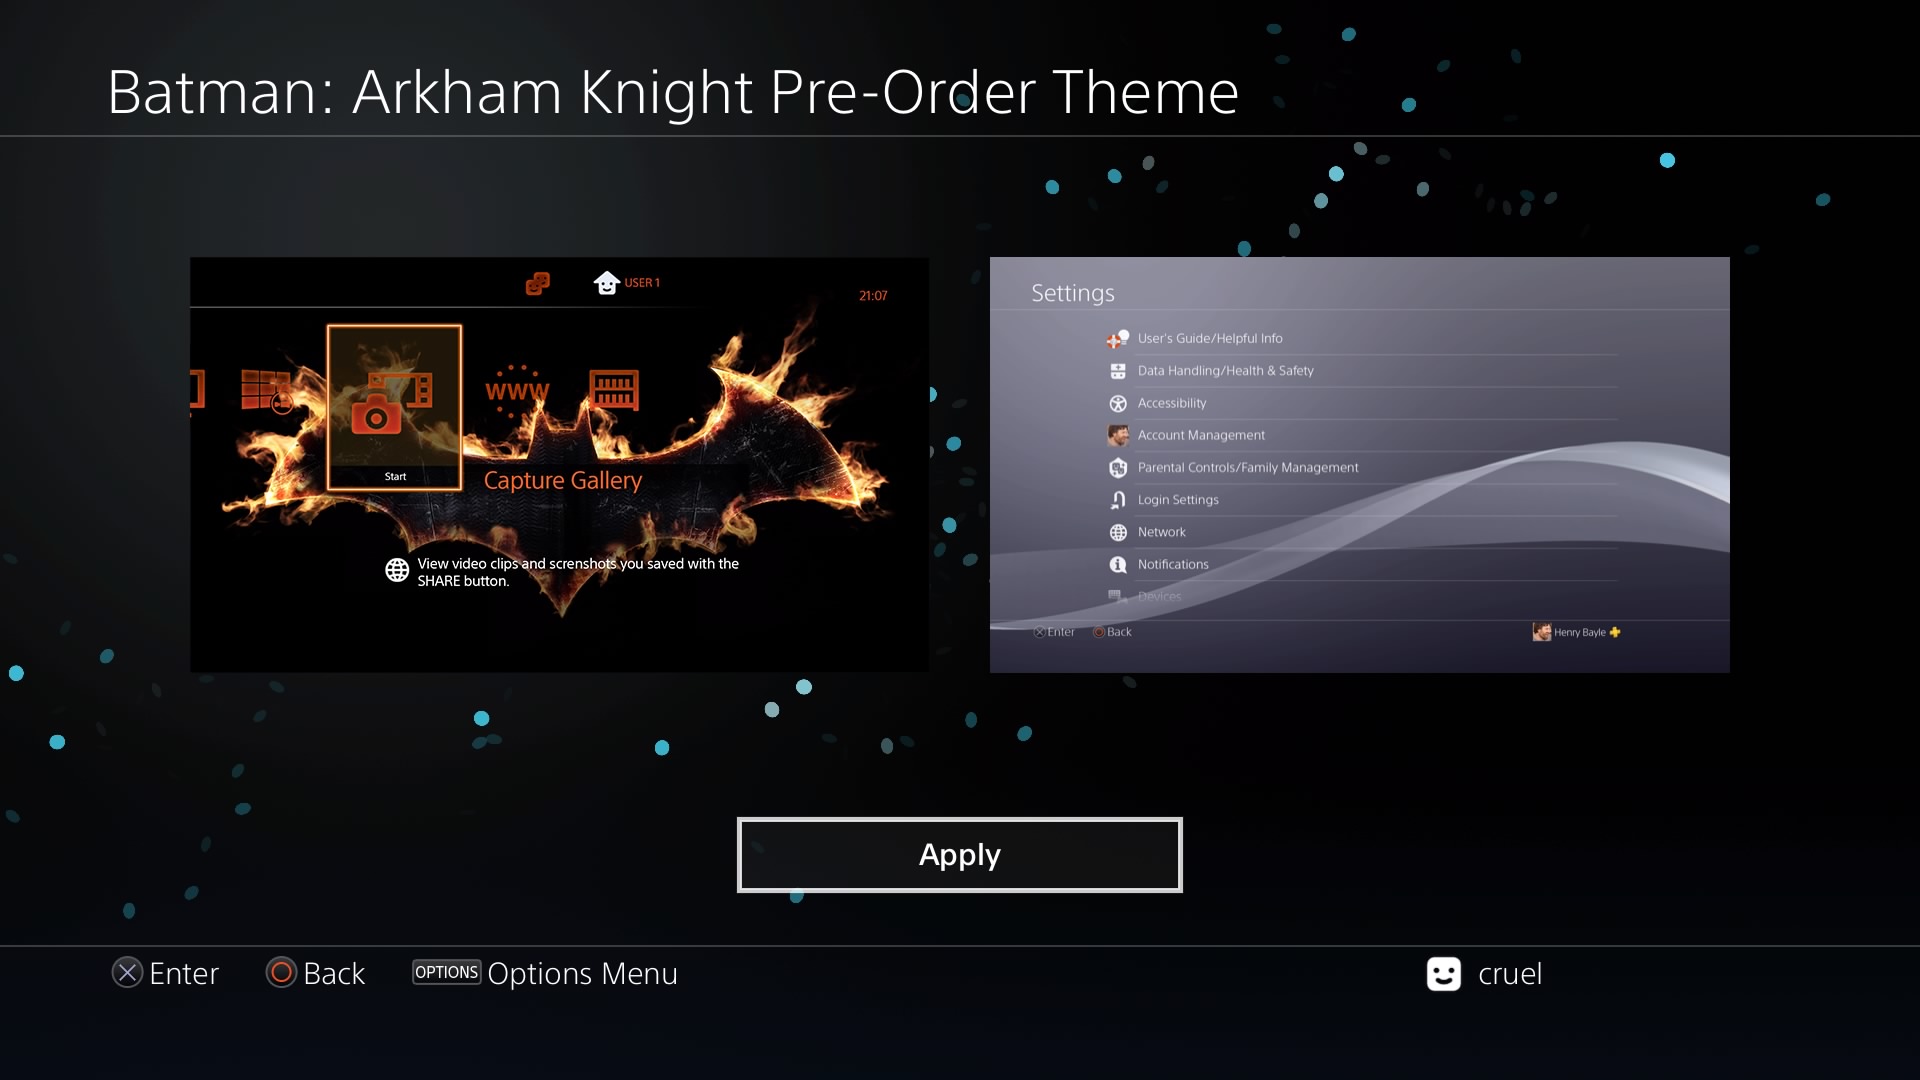 Batman: Arkham Knight Pre-Order Theme
USER 1
21:07
www
Start
Capture Gallery
View video clips and screnshots you saved with the
SHARE button.
Settings
User's Guide/Helpful Info
Data Handling/Health & Safety
Accessibility
Account Management
Parental Controls/Family Management
Login Settings
Network
Notifications
Devices
Enter
Back
Henry Bayle
Apply
Enter
Back
OPTIONS Options Menu
cruel